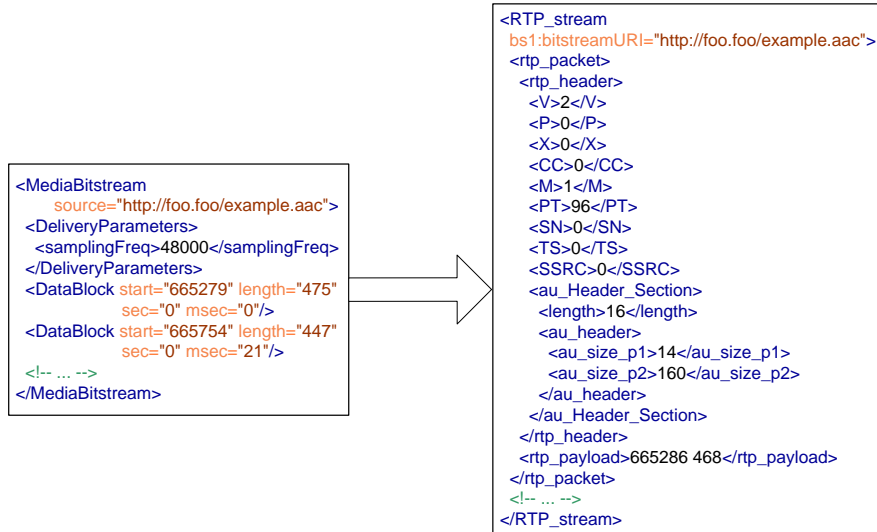 <MediaBitstream
source="http://foo.foo/example.aac">
<DeliveryParameters>
<samplingFreq>48000</samplingFreq>
</DeliveryParameters>
<DataBlock start="665279" length="475"
sec="0" msec="0"/>
<DataBlock start="665754" length="447"
sec="0" msec="21"/>
<!-- ... -->
</MediaBitstream>
<RTP_stream
bs1:bitstreamURI="http://foo.foo/example.aac">
<rtp_packet>
<rtp_header>
<V>2</V>
<P>0</P>
<X>0</X>
<CC>0</CC>
<M>1</M>
<PT>96</PT>
<SN>0</SN>
<TS>0</TS>
<SSRC>0</SSRC>
<au_Header_Section>
<length>16</length>
<au_header>
<au_size_p1>14</au_size_p1>
<au_size_p2>160</au_size_p2>
</au_header>
</au_Header_Section>
</rtp_header>
<rtp_payload>665286 468</rtp_payload>
</rtp_packet>
<!-- ... -->
</RTP_stream>